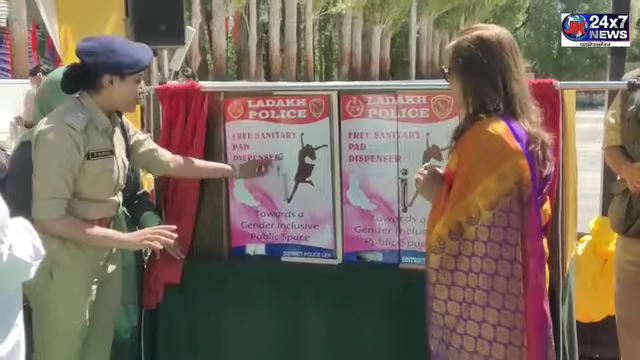 24x7
JK NEWS
LADAKH
POLICE
FREE SANITARY
PAD
DISPENSER
Towards a
Gender Inclusive
Public Space
DISTRICT POLICE LEH
LADAKH
POLICE
FREE SANITARY
PAD
DISPENSER
Towards a
Gender Inclusive
Public Space
DISTRICT